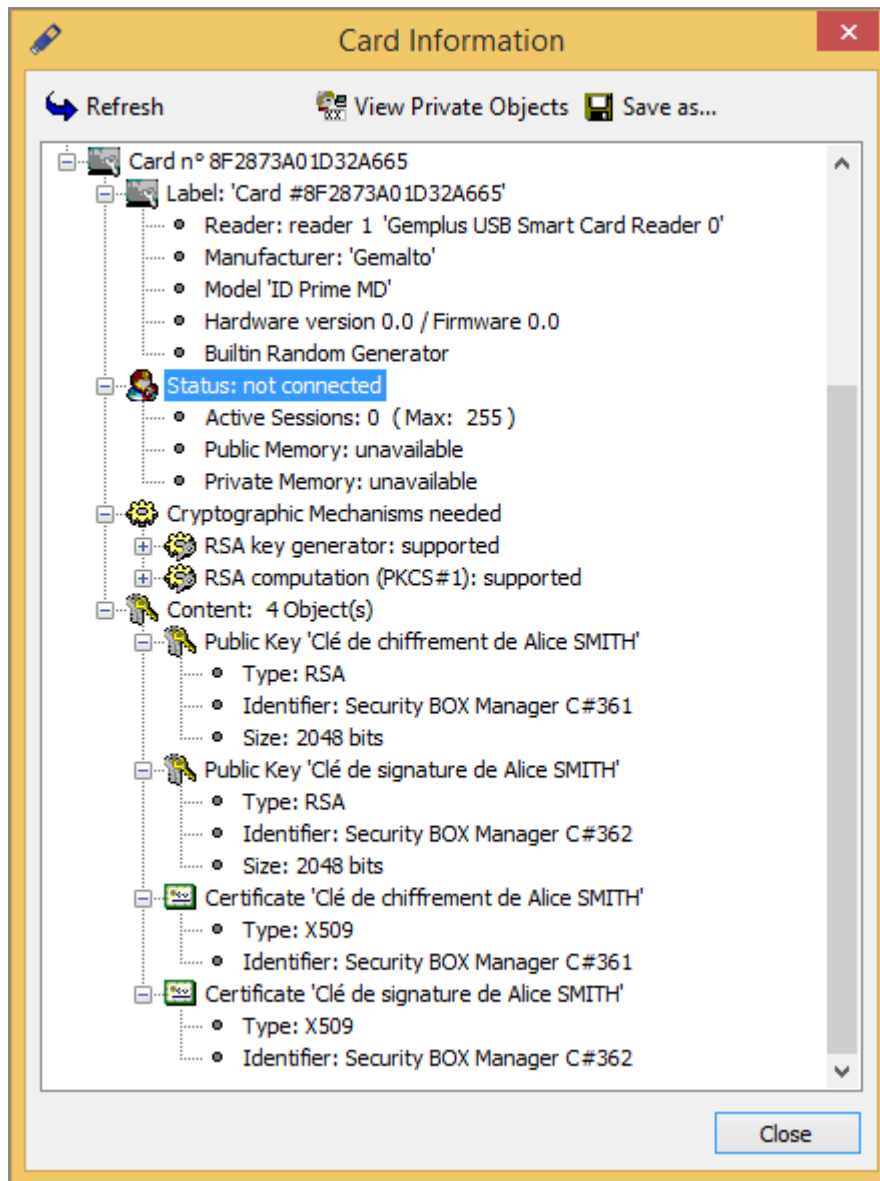 Card Information
Refresh View Private Objects Save as...
Card n° 8F2873A01D32A665
Label: 'Card #8F2873A01D32A665'
Reader: reader 1 'Gemplus USB Smart Card Reader 0'
Manufacturer: 'Gemalto'
Model 'ID Prime MD'
Hardware version 0.0 / Firmware 0.0
Builtin Random Generator
Status: not connected
Active Sessions: 0 ( Max: 255 )
Public Memory: unavailable
Private Memory: unavailable
Cryptographic Mechanisms needed
RSA key generator: supported
RSA computation (PKCS#1): supported
Content: 4 Object(s)
Public Key 'Clé de chiffrement de Alice SMITH'
Type: RSA
Identifier: Security BOX Manager C#361
Size: 2048 bits
Public Key 'Clé de signature de Alice SMITH'
Type: RSA
Identifier: Security BOX Manager C#362
Size: 2048 bits
Certificate 'Clé de chiffrement de Alice SMITH'
Type: X509
Identifier: Security BOX Manager C#361
Certificate 'Clé de signature de Alice SMITH'
Type: X509
Identifier: Security BOX Manager C#362
Close